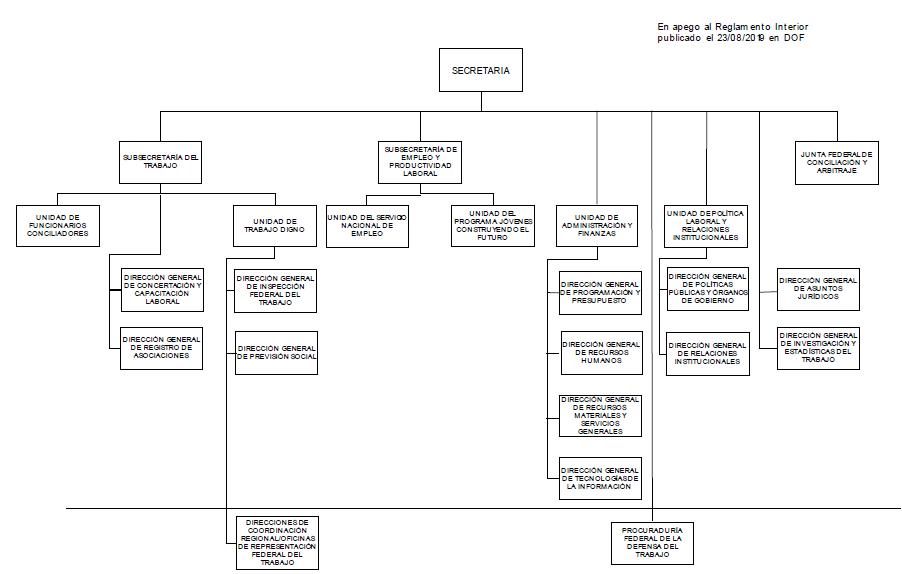 En apego al Reglamento Interior
publicado el 23/08/2019 en DOF
SECRETARIA
SUBSECRETARÍA DEL
TRABAJO
SUBSECRETARÍA DE
EMPLEO Y
PRODUCTIVIDAD
LABORAL
JUNTA FEDERAL DE
CONCILIACIÓN Y
ARBITRAJE
UNIDAD DE
FUNCIONARIOS
CONCILIADORES
UNIDAD DE
TRABAJO DIGNO
UNIDAD DEL SERVICIO
NACIONAL DE
EMPLEO
UNIDAD DEL
PROGRAMA JÓVENES
CONSTRUYENDO EL
FUTURO
UNIDAD DE
ADMINISTRACIÓN Y
FINANZAS
UNIDAD DE POLÍTICA
LABORAL Y
RELACIONES
INSTITUCIONALES
DIRECCIÓN GENERAL
DE CONCERTACIÓN Y
CAPACITACIÓN
LABORAL
DIRECCIÓN GENERAL
DE INSPECCIÓN
FEDERAL DEL
TRABAJO
DIRECCIÓN GENERAL
DE PROGRAMACIÓN Y
PRESUPUESTO
DIRECCIÓN GENERAL
DE POLÍTICAS
PÚBLICAS Y ÓRGANOS
DE GOBIERNO
DIRECCIÓN GENERAL
DE ASUNTOS
JURÍDICOS
DIRECCIÓN GENERAL
DE REGISTRO DE
ASOCIACIONES
DIRECCIÓN GENERAL
DE PREVISIÓN SOCIAL
DIRECCIÓN GENERAL
DE RECURSOS
HUMANOS
DIRECCIÓN GENERAL
DE RELACIONES
INSTITUCIONALES
DIRECCIÓN GENERAL
DE INVESTIGACIÓN Y
ESTADÍSTICAS DEL
TRABAJO
DIRECCIÓN GENERAL
DE RECURSOS
MATERIALES Y
SERVICIOS
GENERALES
DIRECCIÓN GENERAL
DE TECNOLOGÍAS DE
LA INFORMACIÓN
DIRECCIONES DE
COORDINACIÓN
REGIONAL/OFICINAS
DE REPRESENTACIÓN
FEDERAL DEL
TRABAJO
PROCURADURÍA
FEDERAL DE LA
DEFENSA DEL
TRABAJO